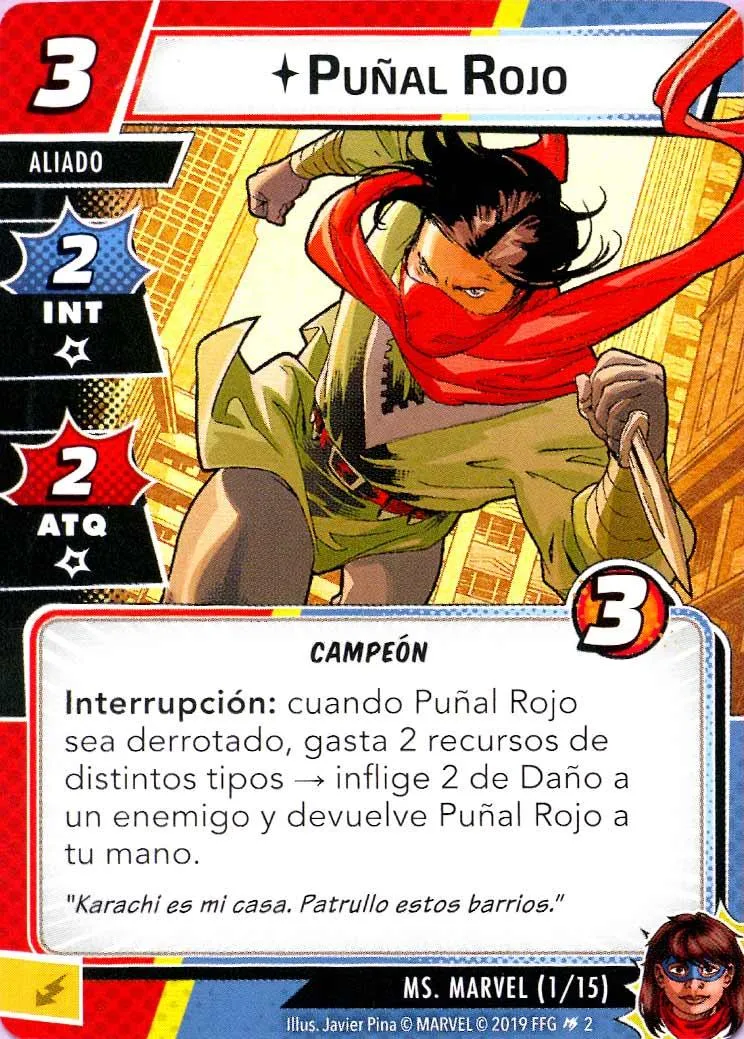 3
PUÑAL ROJO
ALIADO
2
INT
2
ATQ
3
CAMPEÓN
Interrupción: cuando Puñal Rojo
sea derrotado, gasta 2 recursos de
distintos tipos → inflige 2 de Daño a
un enemigo y devuelve Puñal Rojo a
tu mano.
"Karachi es mi casa. Patrullo estos barrios."
MS. MARVEL (1/15)
Illus. Javier Pina © MARVEL © 2019 FFG 2